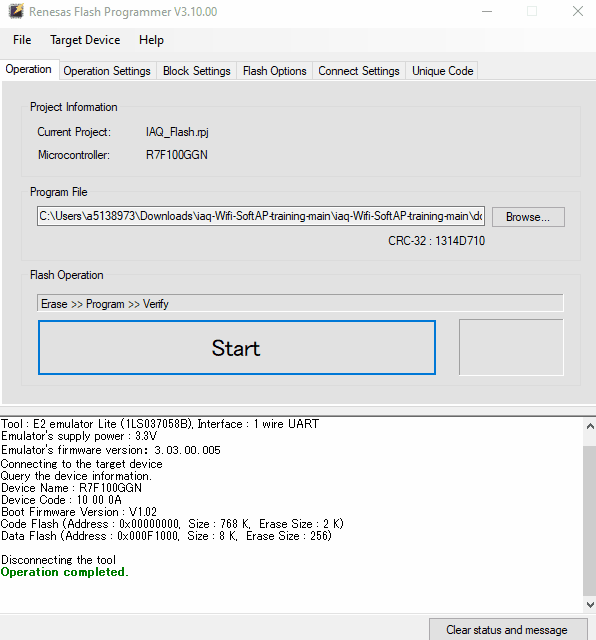 Renesas Flash Programmer V3.10.00
File Target Device Help
Operation Operation Settings Block Settings Flash Options Connect Settings Unique Code
Project Information
Current Project: IAQ_Flash.rpj
Microcontroller: R7F100GGN
Program File
C:\Users\a5138973\Downloads\iaq-Wifi-SoftAP-training-main\iaq-Wifi-SoftAP-training-main\dc Browse...
CRC-32 : 1314D710
Flash Operation
Erase >> Program >> Verify
Start
Tool : E2 emulator Lite (1LS037058B), Interface : 1 wire UART
Emulator's supply power : 3.3V
Emulator's firmware version: 3.03.00.005
Connecting to the target device
Query the device information.
Device Name : R7F100GGN
Device Code : 10 00 0A
Boot Firmware Version : V1.02
Code Flash (Address : 0x00000000, Size : 768 K, Erase Size : 2 K)
Data Flash (Address : 0x000F1000, Size : 8 K, Erase Size : 256)
Disconnecting the tool
Operation completed.
Clear status and message